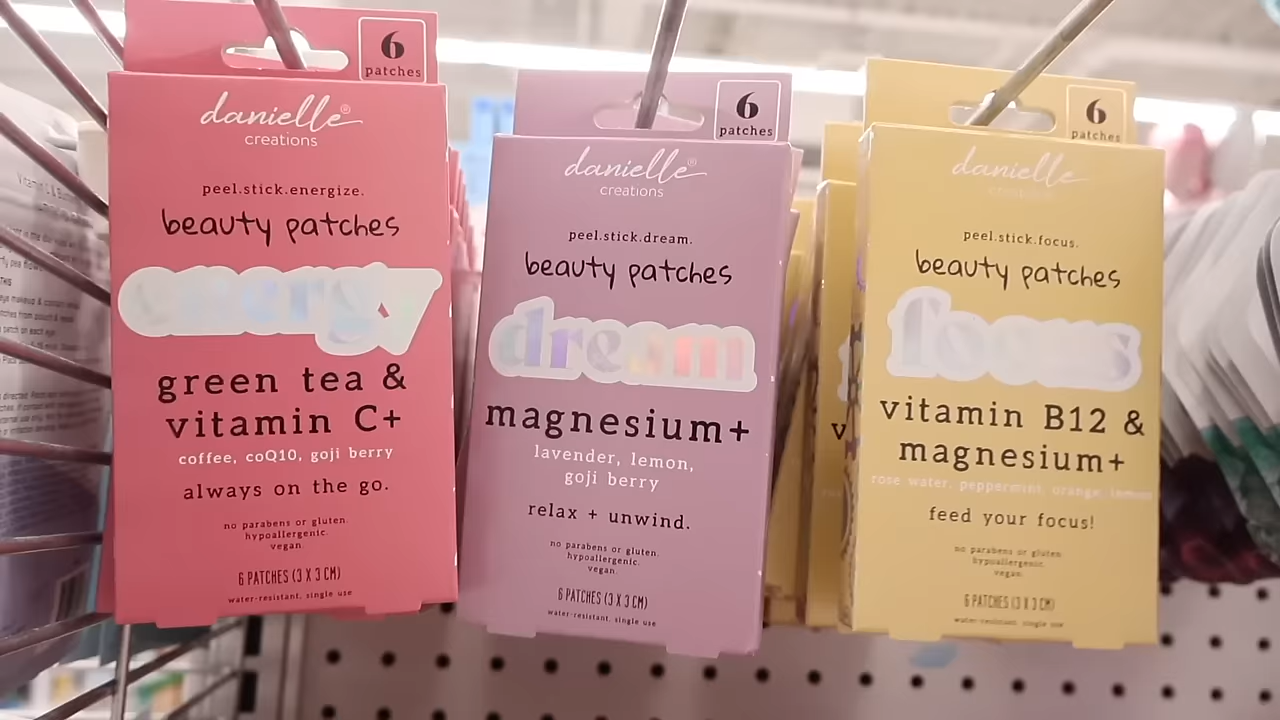 6
patches
danielle®
creations
peel.stick.energize.
beauty patches
energy
green tea &
vitamin C+
coffee, coQ10, goji berry
always on the go.
no parabens or gluten.
hypoallergenic.
vegan.
6 PATCHES (3 X 3 CM)
water-resistant, single use
6
patches
danielle®
creations
peel.stick.dream.
beauty patches
dream
magnesium+
lavender, lemon,
goji berry
relax + unwind.
no parabens or gluten.
hypoallergenic.
vegan.
6 PATCHES (3 X 3 CM)
water-resistant, single use
6
patches
danielle
creations
peel.stick.focus.
beauty patches
focus
vitamin B12 &
magnesium+
rose water, peppermint, orange, lemon
feed your focus!
no parabens or gluten.
hypoallergenic.
vegan.
6 PATCHES (3 X 3 CM)
water-resistant, single use
v